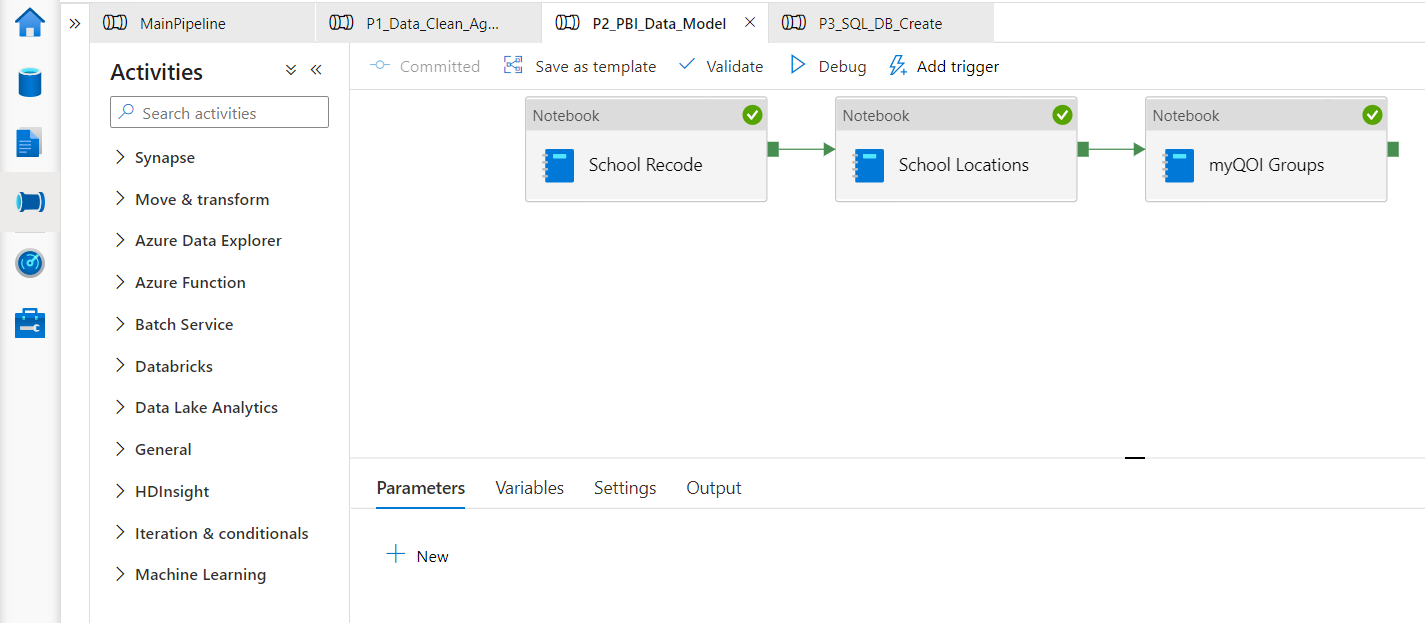 MainPipeline
P1_Data_Clean_Ag...
P2_PBI_Data_Model
P3_SQL_DB_Create
Activities
Committed
Save as template
Validate
Debug
Add trigger
Search activities
Synapse
Move & transform
Azure Data Explorer
Azure Function
Batch Service
Databricks
Data Lake Analytics
General
HDInsight
Iteration & conditionals
Machine Learning
Notebook
School Recode
Notebook
School Locations
Notebook
myQOI Groups
Parameters
Variables
Settings
Output
New